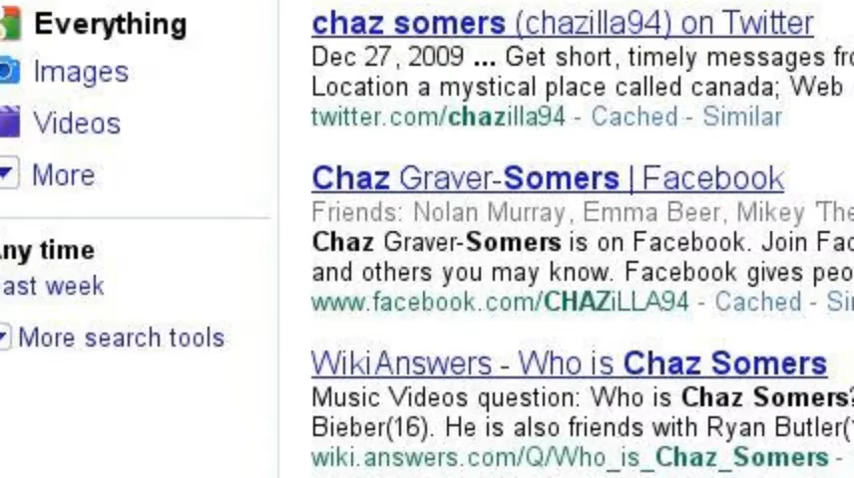 Everything
Images
Videos
More
ny time
ast week
More search tools
chaz somers (chazilla94) on Twitter
Dec 27, 2009 ... Get short, timely messages
Location a mystical place called canada; Web
twitter.com/chazilla94 - Cached - Similar
Chaz Graver-Somers | Facebook
Friends: Nolan Murray, Emma Beer, Mikey
Chaz Graver-Somers is on Facebook. Join
and others you may know. Facebook gives
www.facebook.com/CHAZiLLA94 - Cached -
WikiAnswers - Who is Chaz Somers
Music Videos question: Who is Chaz Somers?
Bieber(16). He is also friends with Ryan Butler(
wiki.answers.com/Q/Who_is_Chaz_Somers -